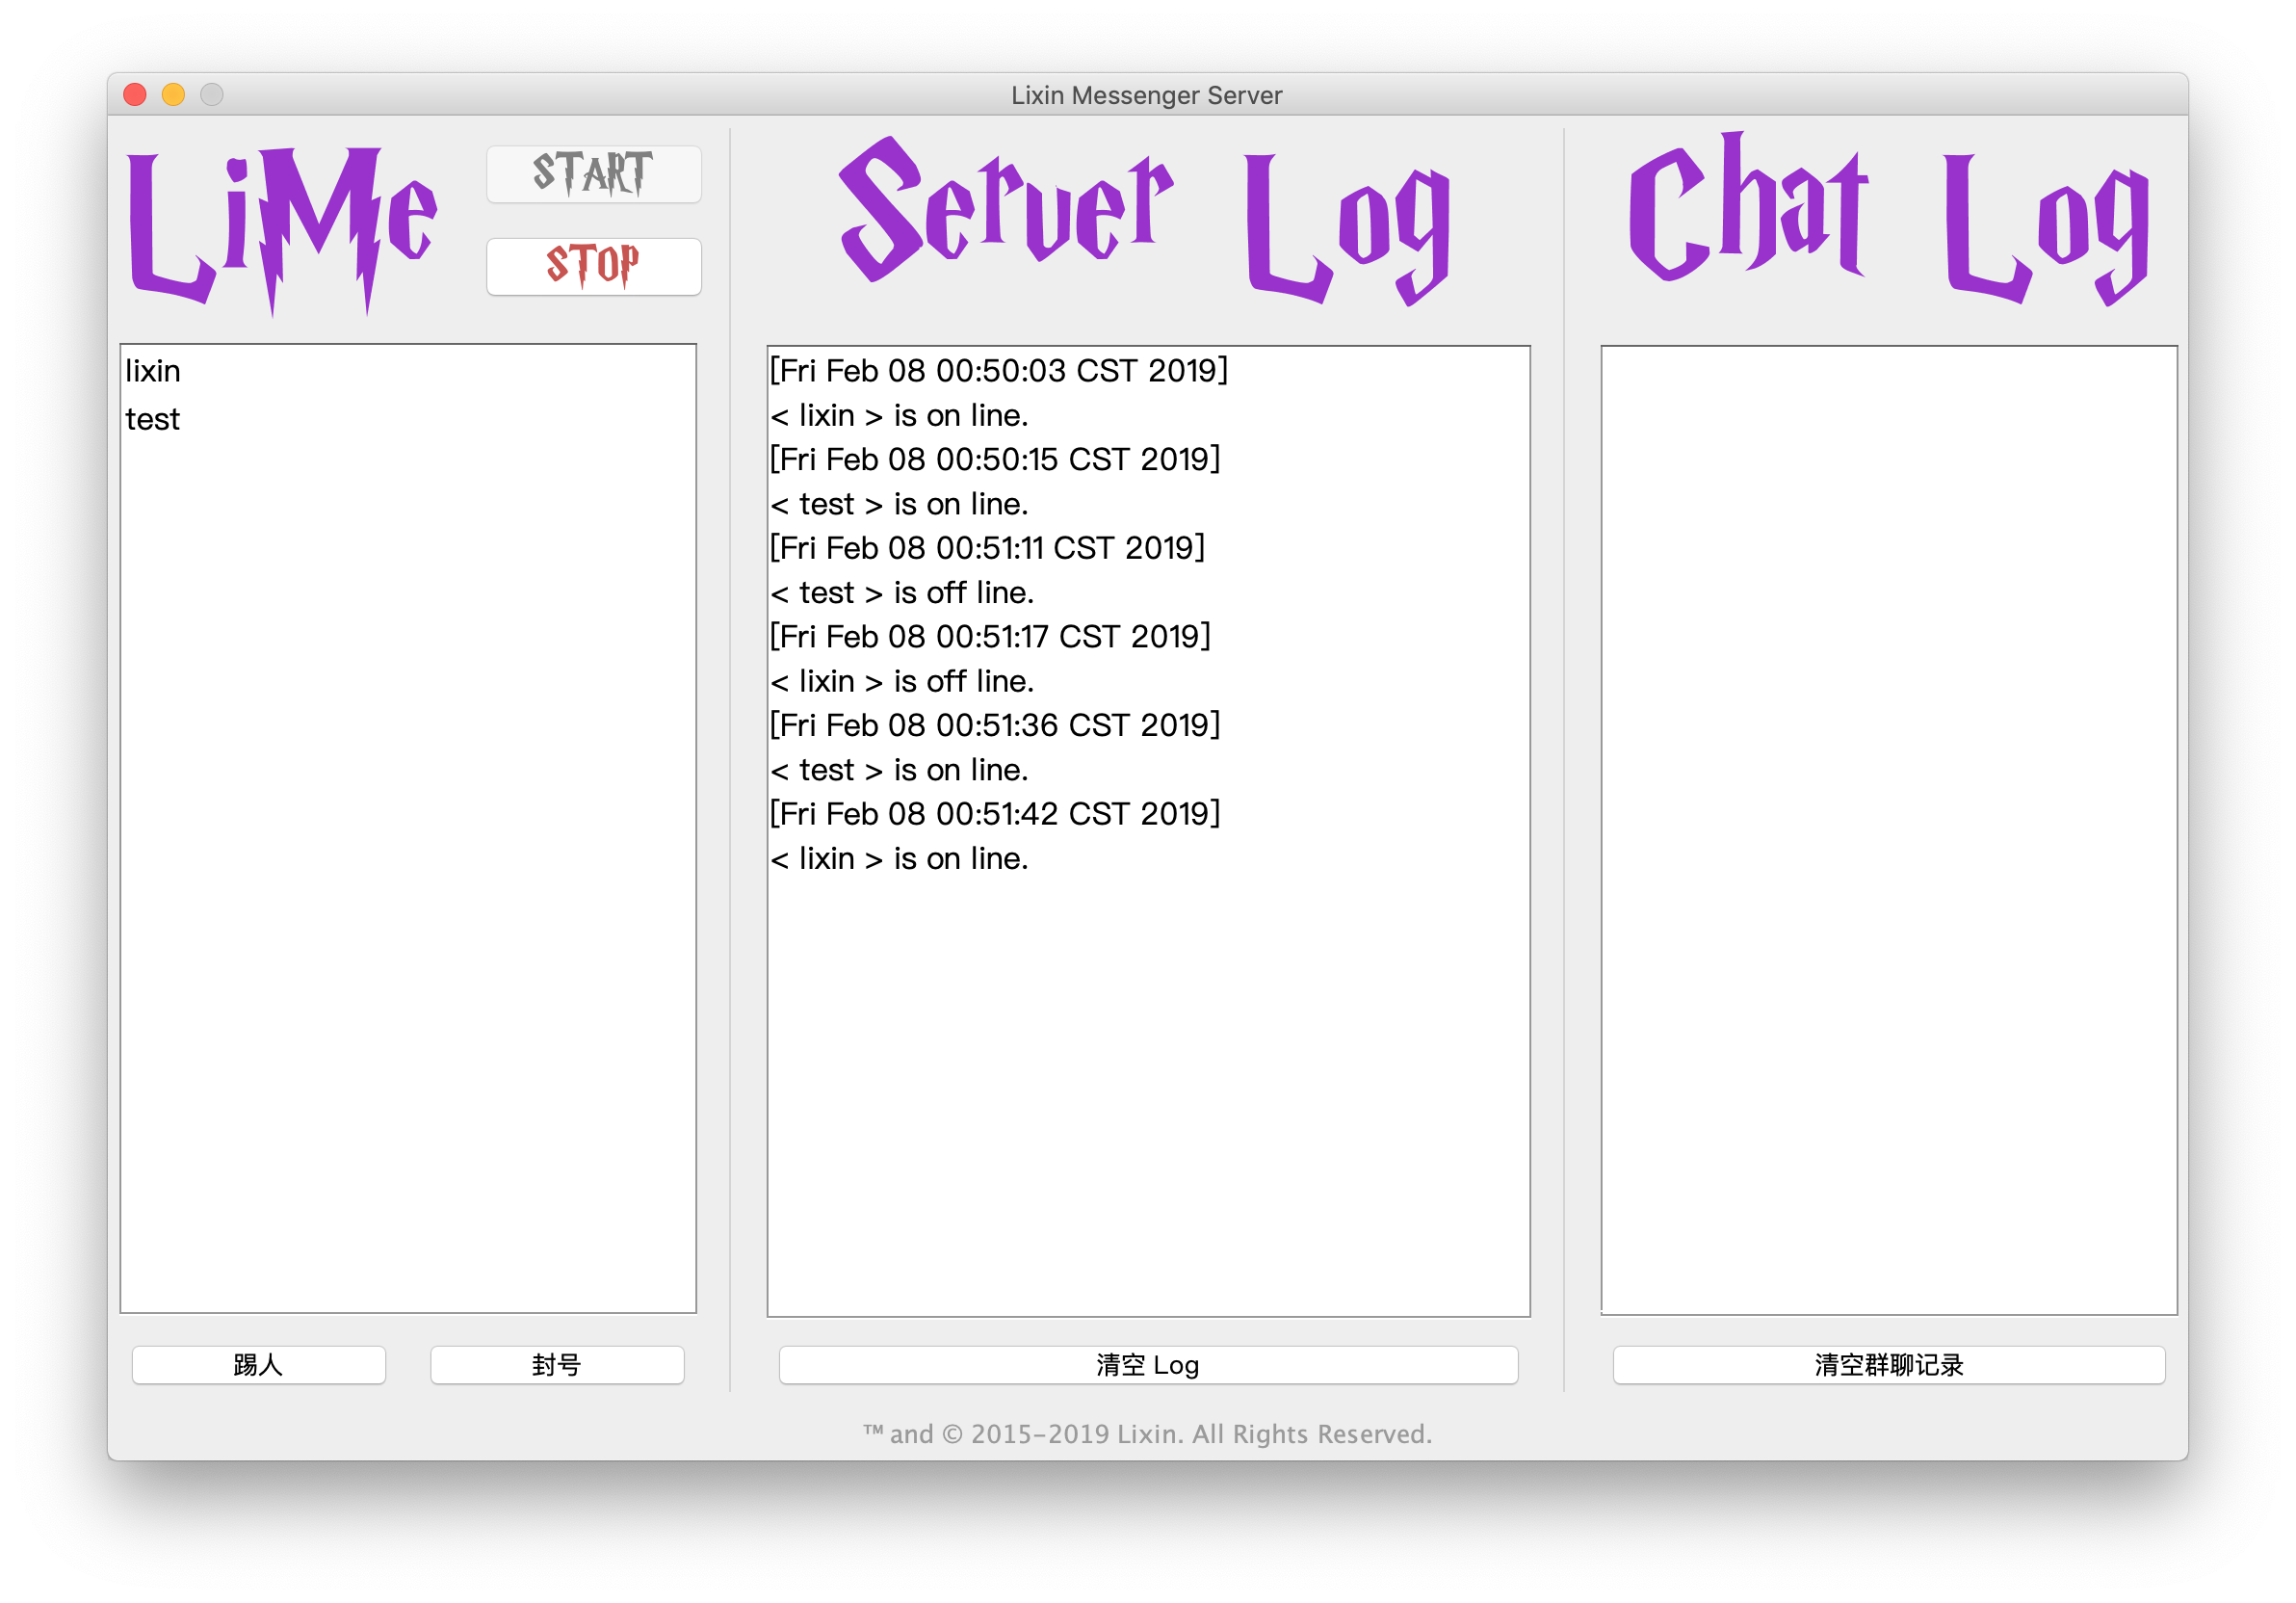 Lixin Messenger Server
LiMe
START
STOP
lixin
test
踢人
封号
Server Log
[Fri Feb 08 00:50:03 CST 2019]
< lixin > is on line.
[Fri Feb 08 00:50:15 CST 2019]
< test > is on line.
[Fri Feb 08 00:51:11 CST 2019]
< test > is off line.
[Fri Feb 08 00:51:17 CST 2019]
< lixin > is off line.
[Fri Feb 08 00:51:36 CST 2019]
< test > is on line.
[Fri Feb 08 00:51:42 CST 2019]
< lixin > is on line.
清空 Log
Chat Log
清空群聊记录
™ and © 2015-2019 Lixin. All Rights Reserved.